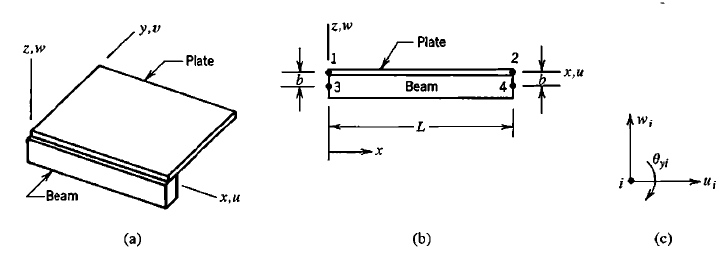 z,w
y,v
Plate
Beam
x,u
(a)
z,w
Plate
1
2
b
3
Beam
4
b
x,u
L
x
(b)
c
w_i
θ_yi
i
u_i
(c)